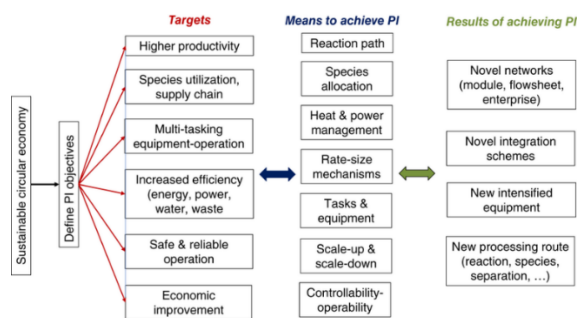 Targets
Means to achieve PI
Results of achieving PI
Sustainable circular economy
Define PI objectives
Higher productivity
Species utilization,
supply chain
Multi-tasking
equipment-operation
Increased efficiency
(energy, power,
water, waste
Safe & reliable
operation
Economic
improvement
Reaction path
Species
allocation
Heat & power
management
Rate-size
mechanisms
Tasks &
equipment
Scale-up &
scale-down
Controllability-
operability
Novel networks
(module, flowsheet,
enterprise)
Novel integration
schemes
New intensified
equipment
New processing route
(reaction, species,
separation, ...)